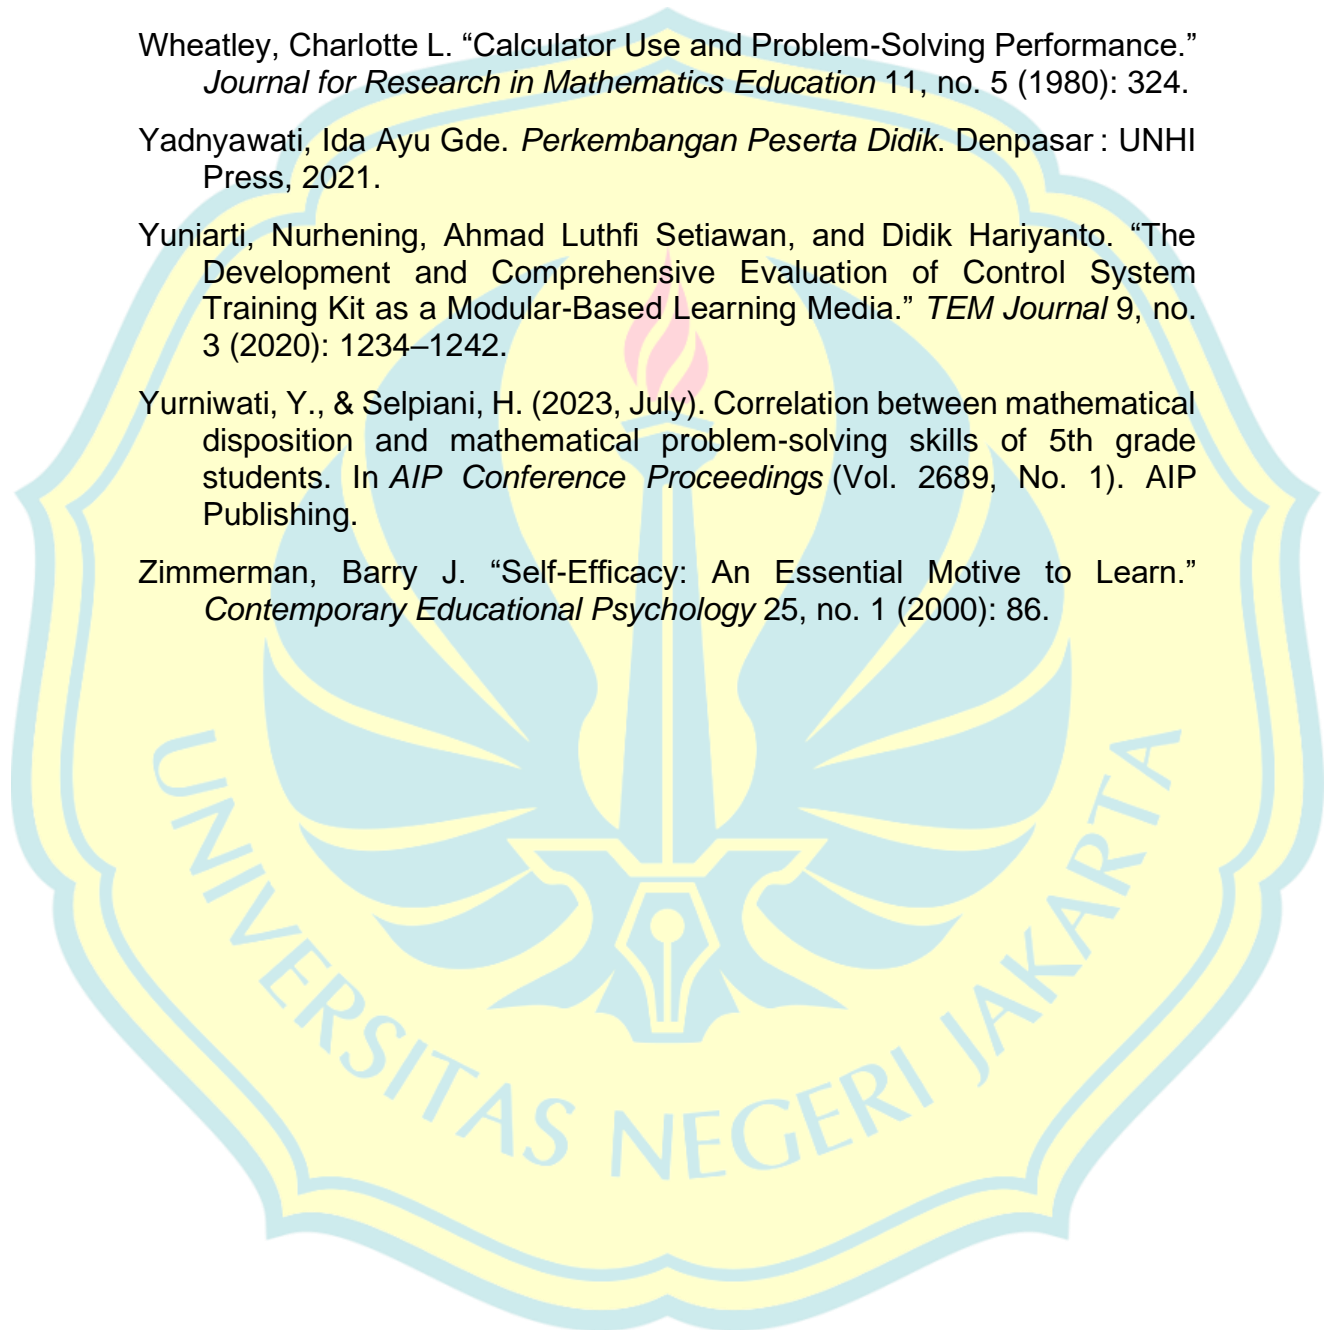 Wheatley, Charlotte L. “Calculator Use and Problem-Solving Performance.”
Journal for Research in Mathematics Education 11, no. 5 (1980): 324.
Yadnyawati, Ida Ayu Gde. Perkembangan Peserta Didik. Denpasar : UNHI
Press, 2021.
Yuniarti, Nurhening, Ahmad Luthfi Setiawan, and Didik Hariyanto. “The
Development and Comprehensive Evaluation of Control System
Training Kit as a Modular-Based Learning Media.” TEM Journal 9, no.
3 (2020): 1234–1242.
Yurniwati, Y., & Selpiani, H. (2023, July). Correlation between mathematical
disposition and mathematical problem-solving skills of 5th grade
students. In AIP Conference Proceedings (Vol. 2689, No. 1). AIP
Publishing.
Zimmerman, Barry J. “Self-Efficacy: An Essential Motive to Learn.”
Contemporary Educational Psychology 25, no. 1 (2000): 86.
UNIVERSITAS NEGERI JAKARTA